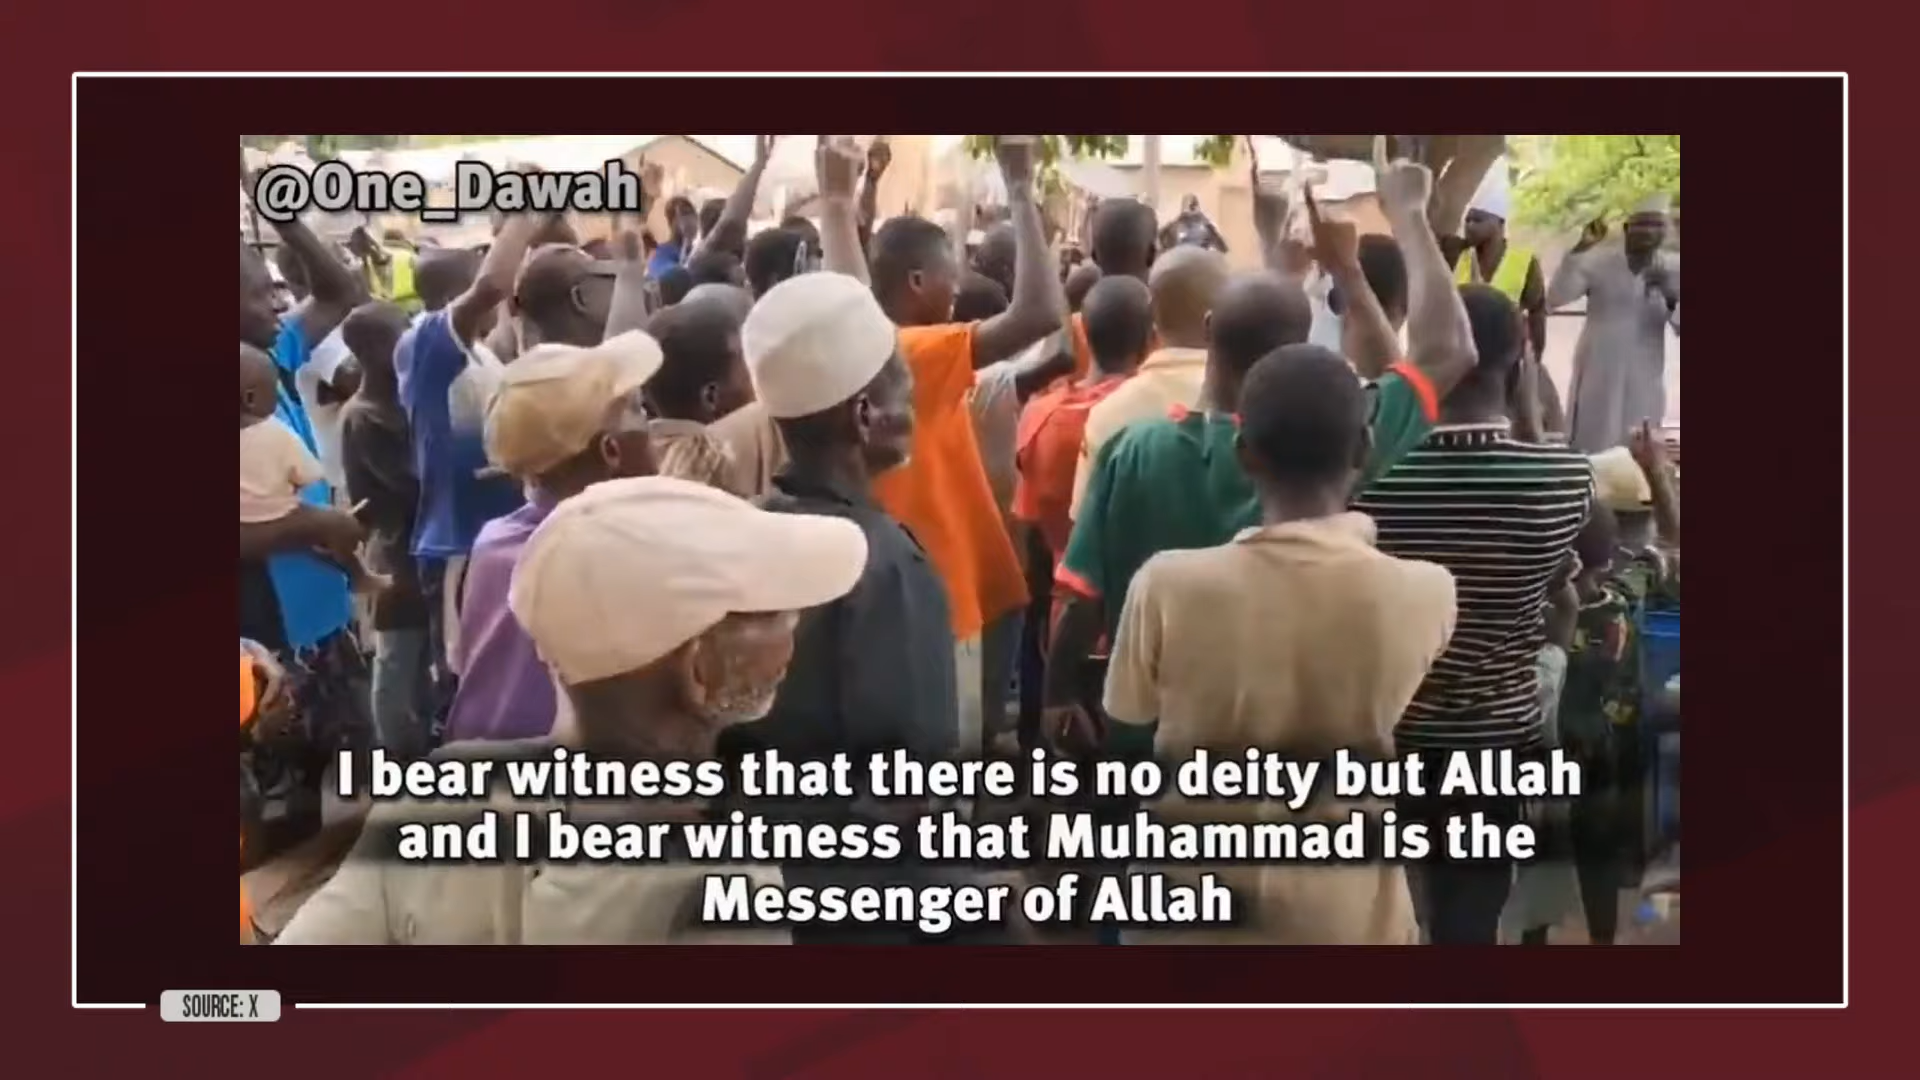 @One_Dawah
I bear witness that there is no deity but Allah
and I bear witness that Muhammad is the
Messenger of Allah
SOURCE: X